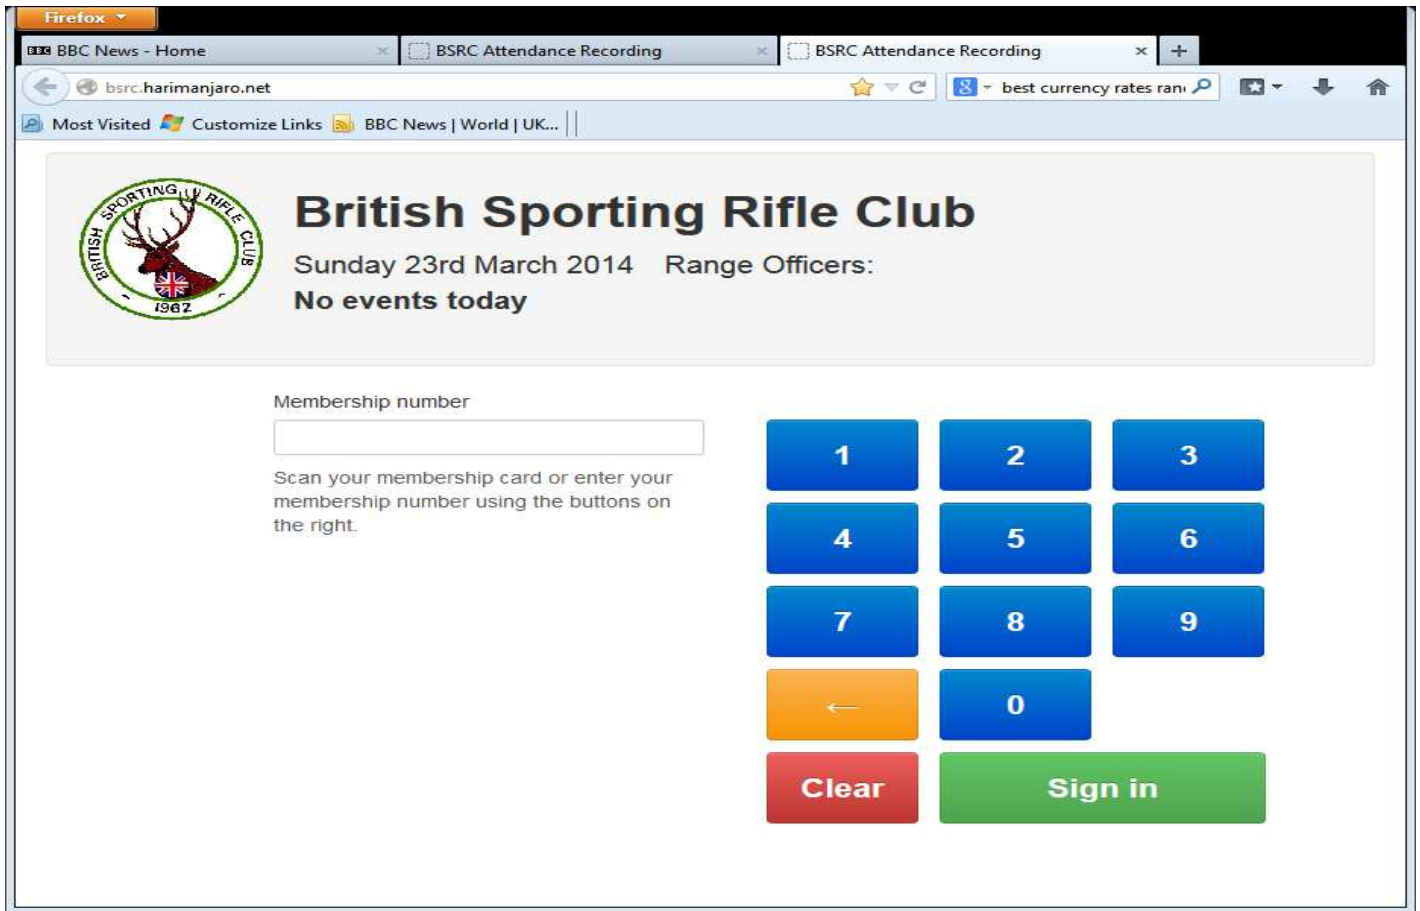 Firefox
BBC BBC News - Home
BSRC Attendance Recording
BSRC Attendance Recording
bsrc.harimanjaro.net
8
best currency rates ran
Most Visited
Customize Links
BBC News | World | UK...
BRITISH SPORTING RIFLE CLUB
- 1962 -
British Sporting Rifle Club
Sunday 23rd March 2014 Range Officers:
No events today
Membership number
Scan your membership card or enter your
membership number using the buttons on
the right.
1 2 3
4 5 6
7 8 9
← 0
Clear Sign in